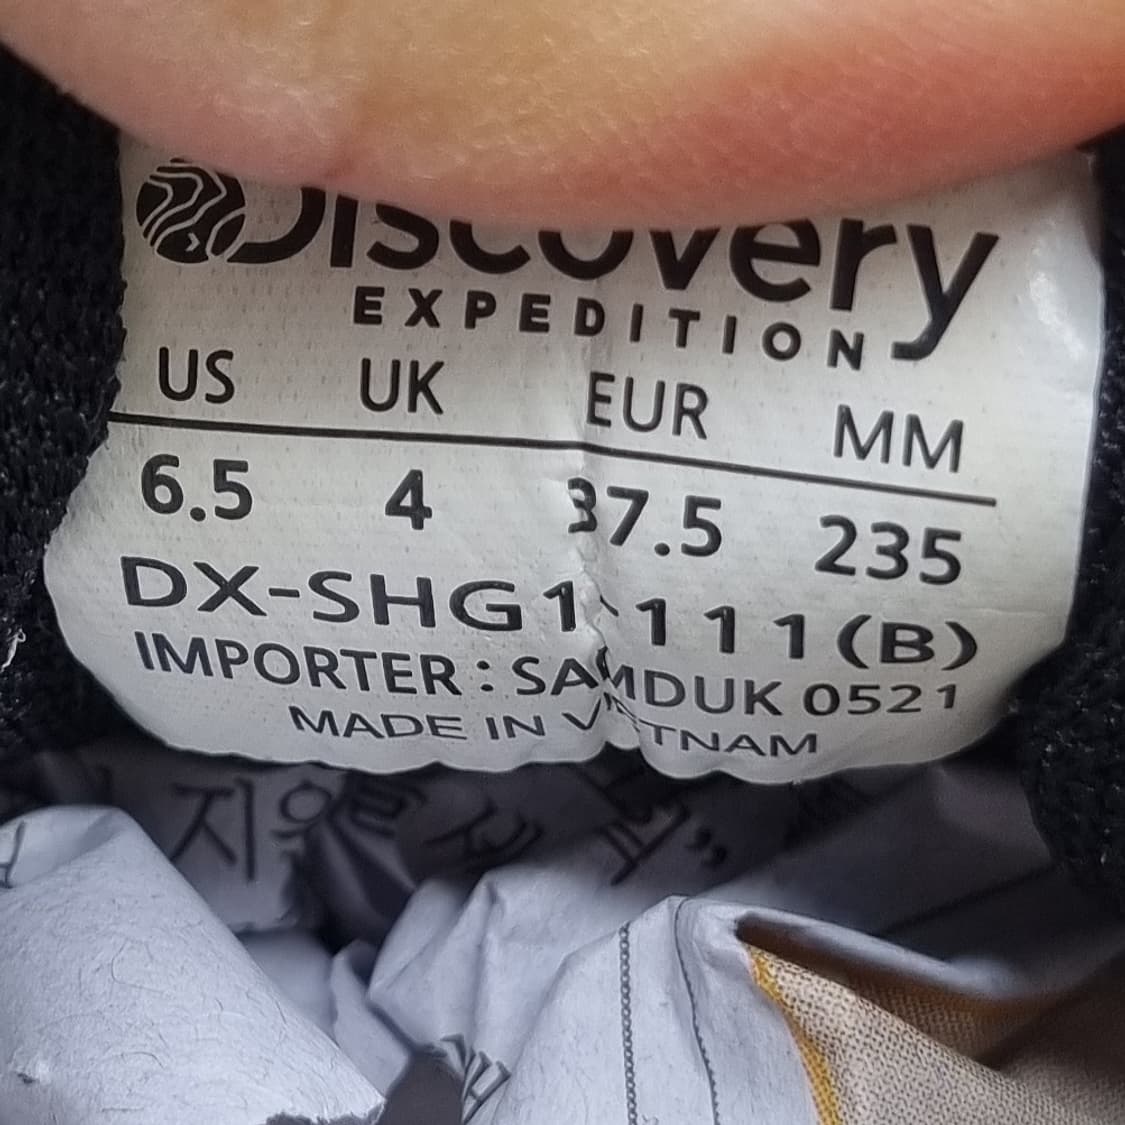 Discovery
EXPEDITION
US UK EUR MM
6.5 4 37.5 235
DX-SHG1 111(B)
IMPORTER : SAMDUK 0521
MADE IN VIETNAM